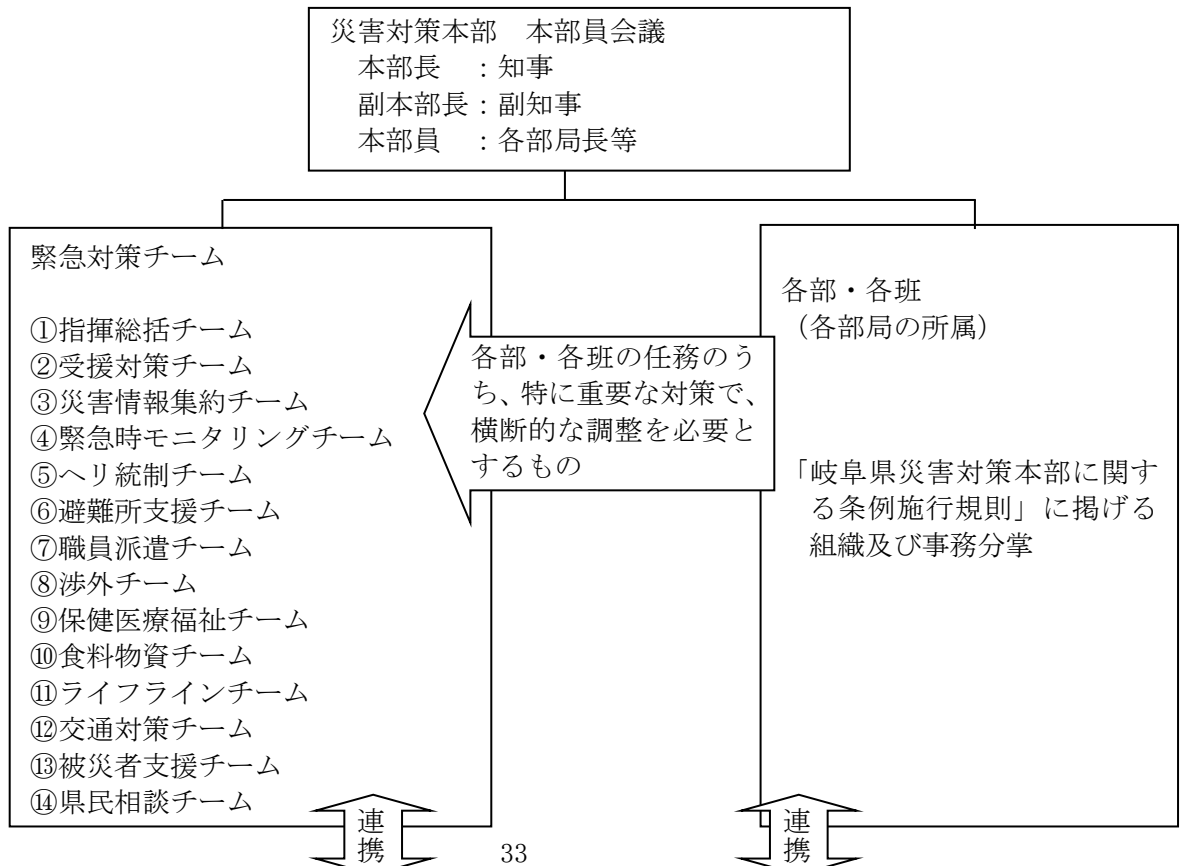 災害対策本部　本部員会議
本部長　：知事
副本部長：副知事
本部員　：各部局長等
緊急対策チーム
①指揮総括チーム
②受援対策チーム
③災害情報集約チーム
④緊急時モニタリングチーム
⑤ヘリ統制チーム
⑥避難所支援チーム
⑦職員派遣チーム
⑧渉外チーム
⑨保健医療福祉チーム
⑩食料物資チーム
⑪ライフラインチーム
⑫交通対策チーム
⑬被災者支援チーム
⑭県民相談チーム
各部・各班の任務のう
ち、特に重要な対策で、
横断的な調整を必要と
するもの
各部・各班
（各部局の所属）
「岐阜県災害対策本部に関す
る条例施行規則」に掲げる
組織及び事務分掌
連携
連携
33